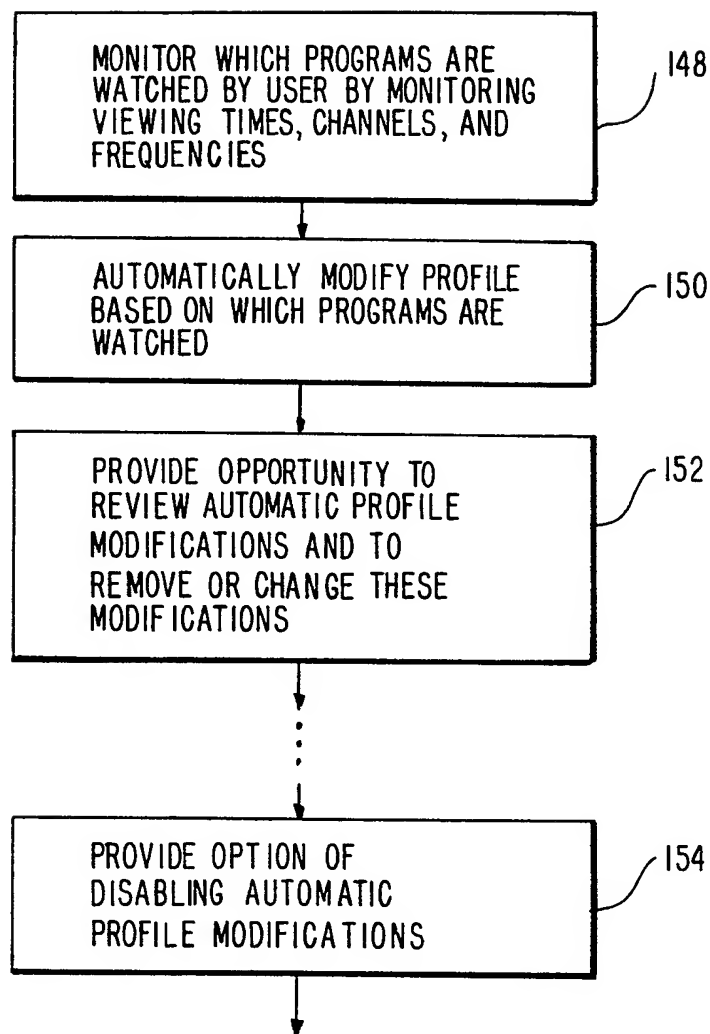 MONITOR WHICH PROGRAMS ARE
WATCHED BY USER BY MONITORING
VIEWING TIMES, CHANNELS, AND
FREQUENCIES
148
AUTOMATICALLY MODIFY PROFILE
BASED ON WHICH PROGRAMS ARE
WATCHED
150
PROVIDE OPPORTUNITY TO
REVIEW AUTOMATIC PROFILE
MODIFICATIONS AND TO
REMOVE OR CHANGE THESE
MODIFICATIONS
152
PROVIDE OPTION OF
DISABLING AUTOMATIC
PROFILE MODIFICATIONS
154